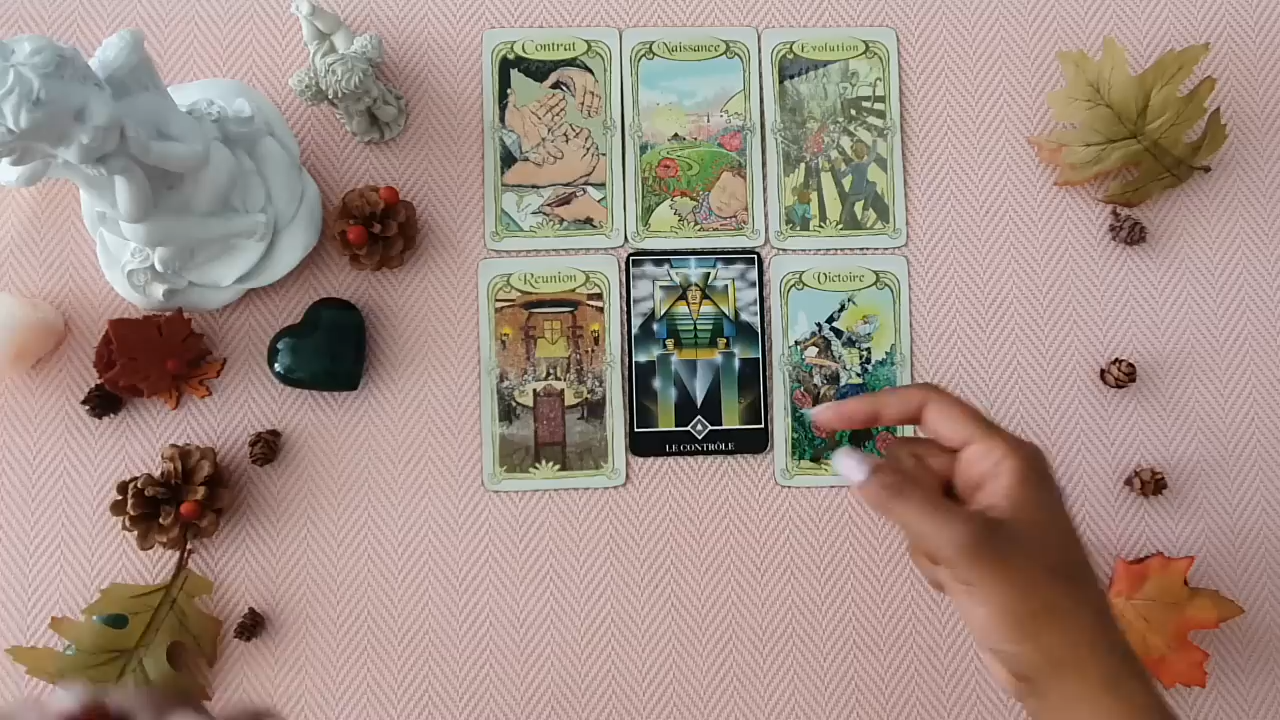 Contrat
Naissance
Evolution
Reunion
LE CONTRÔLE
Victoire